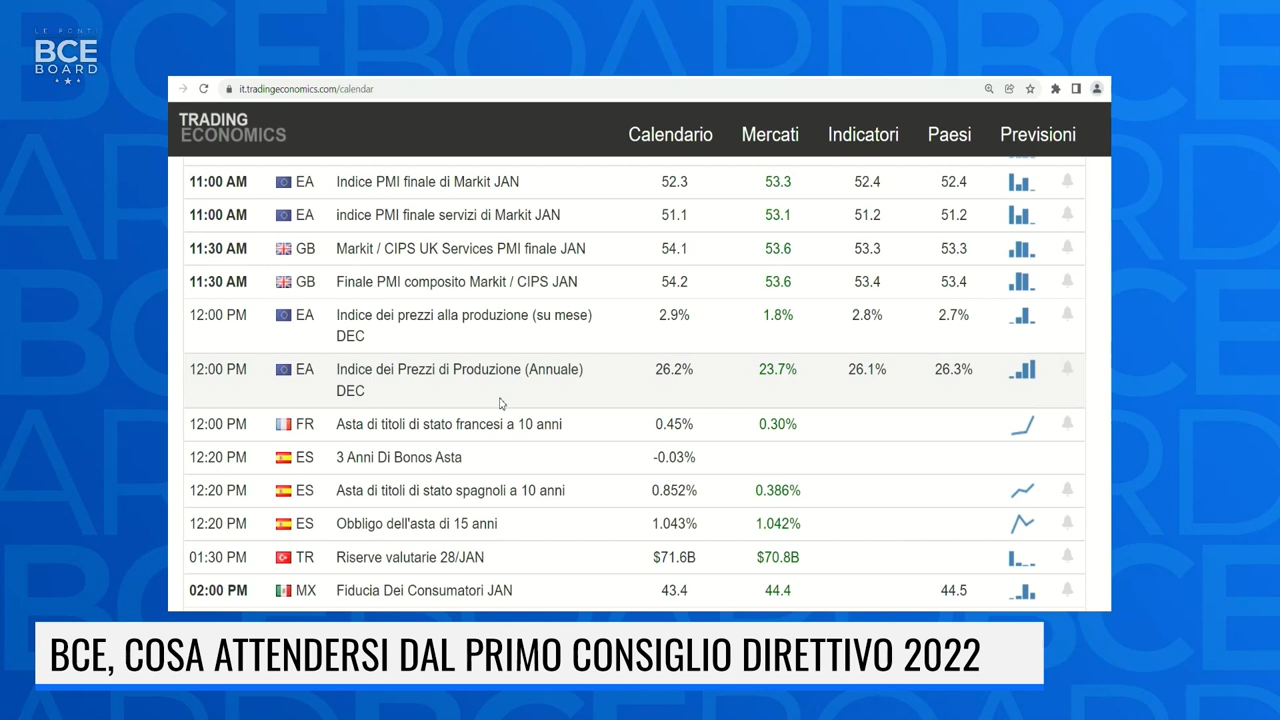 LE FONTI
BCE
BOARD
it.tradingeconomics.com/calendar
TRADING
ECONOMICS
Calendario Mercati Indicatori Paesi Previsioni
11:00 AM EA Indice PMI finale di Markit JAN 52.3 53.3 52.4 52.4
11:00 AM EA indice PMI finale servizi di Markit JAN 51.1 53.1 51.2 51.2
11:30 AM GB Markit / CIPS UK Services PMI finale JAN 54.1 53.6 53.3 53.3
11:30 AM GB Finale PMI composito Markit / CIPS JAN 54.2 53.6 53.4 53.4
12:00 PM EA Indice dei prezzi alla produzione (su mese) 2.9% 1.8% 2.8% 2.7%
DEC
12:00 PM EA Indice dei Prezzi di Produzione (Annuale) 26.2% 23.7% 26.1% 26.3%
DEC
12:00 PM FR Asta di titoli di stato francesi a 10 anni 0.45% 0.30%
12:20 PM ES 3 Anni Di Bonos Asta -0.03%
12:20 PM ES Asta di titoli di stato spagnoli a 10 anni 0.852% 0.386%
12:20 PM ES Obbligo dell'asta di 15 anni 1.043% 1.042%
01:30 PM TR Riserve valutarie 28/JAN $71.6B $70.8B
02:00 PM MX Fiducia Dei Consumatori JAN 43.4 44.4 44.5
BCE, COSA ATTENDERSI DAL PRIMO CONSIGLIO DIRETTIVO 2022